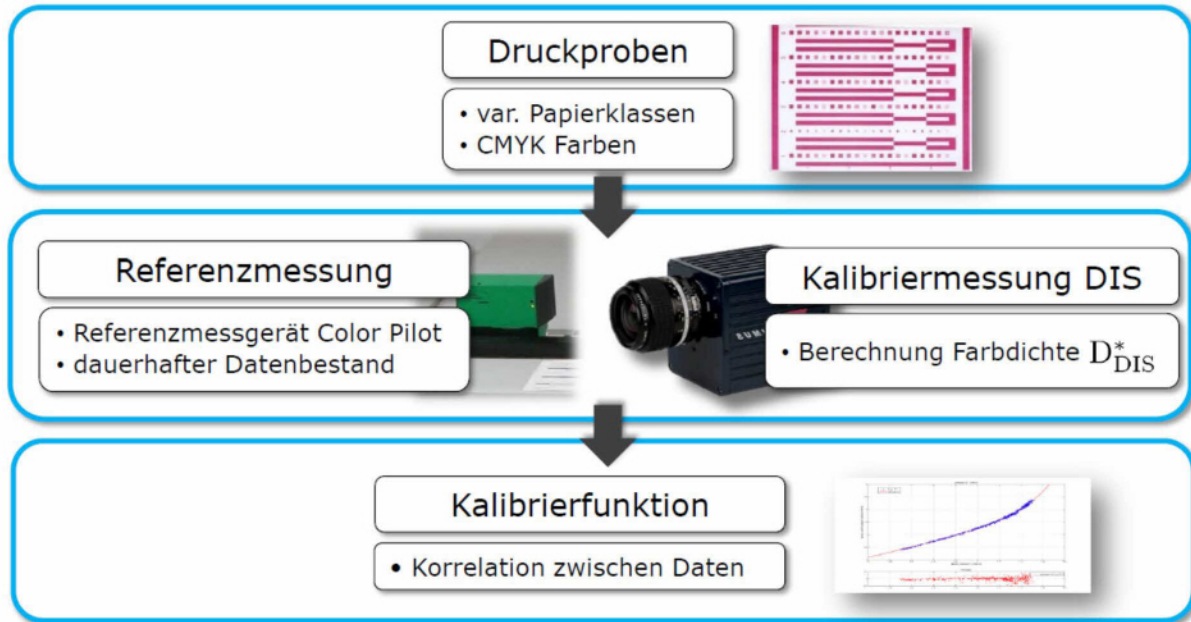 Druckproben
• var. Papierklassen
• CMYK Farben
Referenzmessung
• Referenzmessgerät Color Pilot
• dauerhafter Datenbestand
Kalibriermessung DIS
• Berechnung Farbdichte D*DIS
Kalibrierfunktion
• Korrelation zwischen Daten